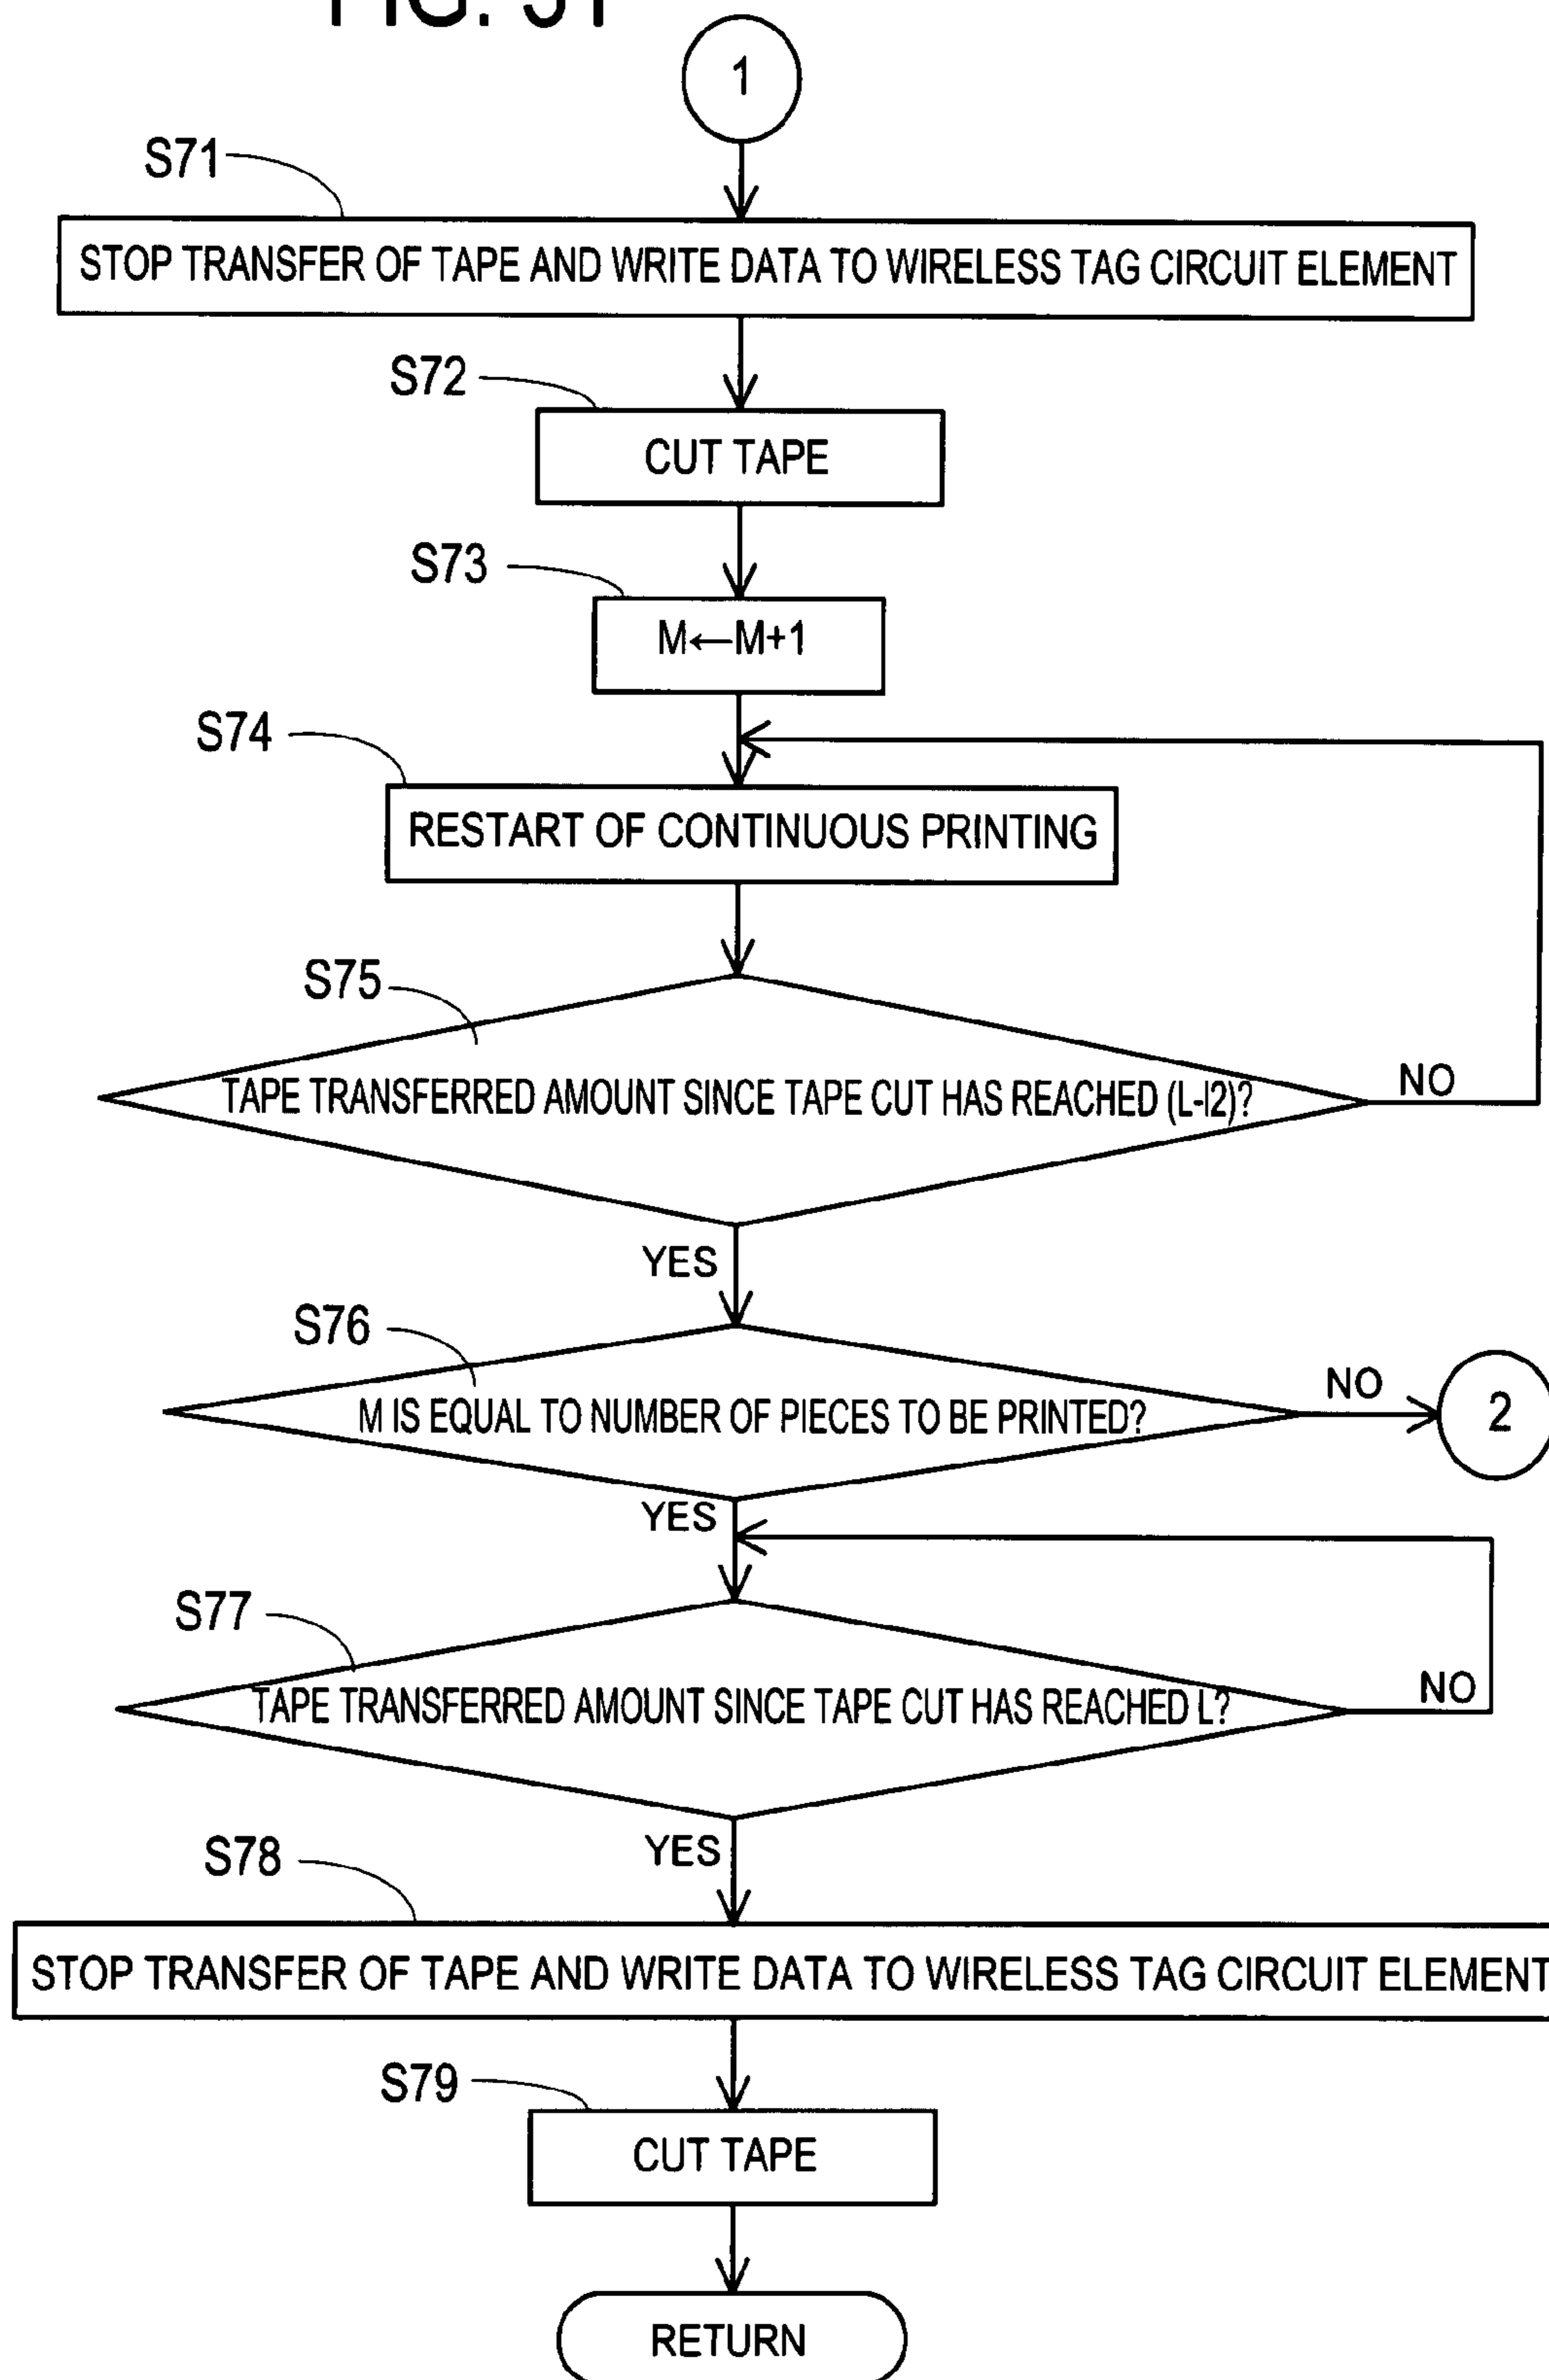 FIG. 31
1
S71
STOP TRANSFER OF TAPE AND WRITE DATA TO WIRELESS TAG CIRCUIT ELEMENT
S72
CUT TAPE
S73
M←M+1
S74
RESTART OF CONTINUOUS PRINTING
S75
TAPE TRANSFERRED AMOUNT SINCE TAPE CUT HAS REACHED (L-l2)?
NO
YES
S76
M IS EQUAL TO NUMBER OF PIECES TO BE PRINTED?
NO
2
YES
S77
TAPE TRANSFERRED AMOUNT SINCE TAPE CUT HAS REACHED L?
NO
YES
S78
STOP TRANSFER OF TAPE AND WRITE DATA TO WIRELESS TAG CIRCUIT ELEMENT
S79
CUT TAPE
RETURN